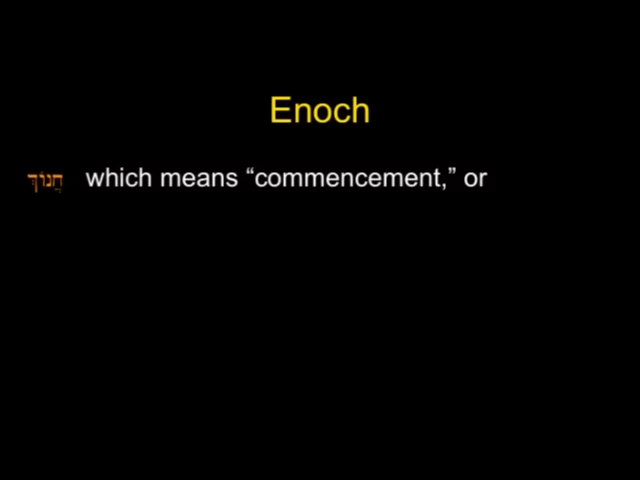 Enoch
חֲנוֹךְ which means “commencement,” or